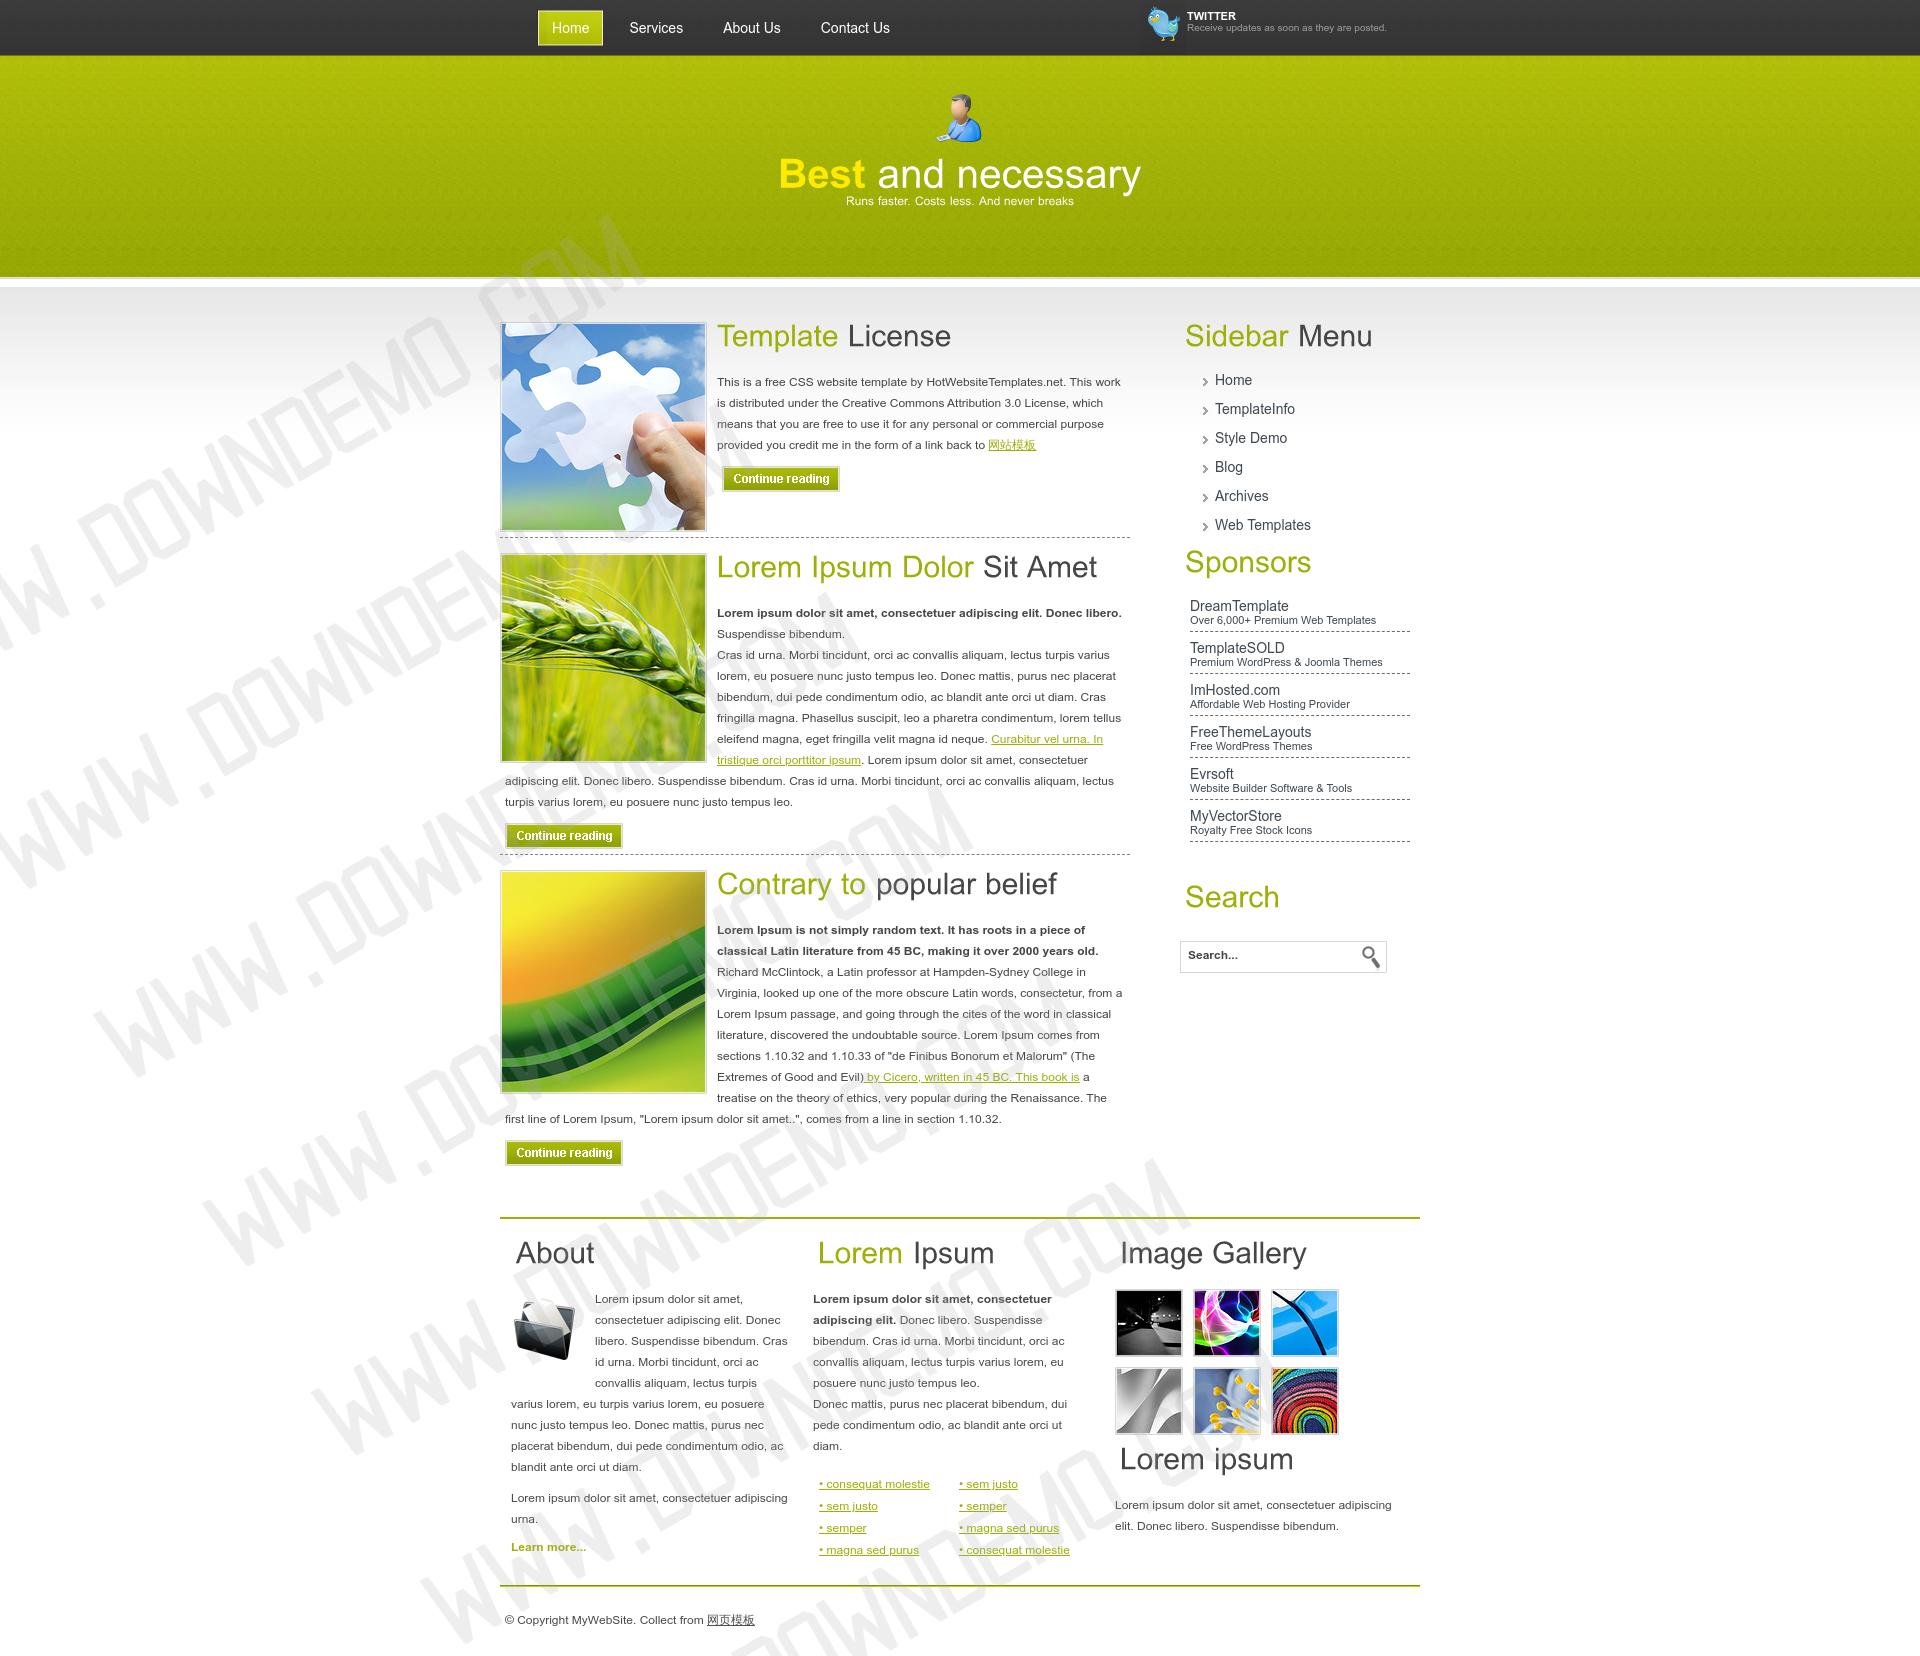 Home
Services
About Us
Contact Us
TWITTER
Receive updates as soon as they are posted.
Best and necessary
Runs faster. Costs less. And never breaks
Template License
This is a free CSS website template by HotWebsiteTemplates.net. This work
is distributed under the Creative Commons Attribution 3.0 License, which
means that you are free to use it for any personal or commercial purpose
provided you credit me in the form of a link back to 网站模板
Continue reading
Lorem Ipsum Dolor Sit Amet
Lorem ipsum dolor sit amet, consectetuer adipiscing elit. Donec libero.
Suspendisse bibendum.
Cras id urna. Morbi tincidunt, orci ac convallis aliquam, lectus turpis varius
lorem, eu posuere nunc justo tempus leo. Donec mattis, purus nec placerat
bibendum, dui pede condimentum odio, ac blandit ante orci ut diam. Cras
fringilla magna. Phasellus suscipit, leo a pharetra condimentum, lorem tellus
eleifend magna, eget fringilla velit magna id neque. Curabitur vel urna. In
tristique orci porttitor ipsum. Lorem ipsum dolor sit amet, consectetuer
adipiscing elit. Donec libero. Suspendisse bibendum. Cras id urna. Morbi tincidunt, orci ac convallis aliquam, lectus
turpis varius lorem, eu posuere nunc justo tempus leo.
Continue reading
Contrary to popular belief
Lorem Ipsum is not simply random text. It has roots in a piece of
classical Latin literature from 45 BC, making it over 2000 years old.
Richard McClintock, a Latin professor at Hampden-Sydney College in
Virginia, looked up one of the more obscure Latin words, consectetur, from a
Lorem Ipsum passage, and going through the cites of the word in classical
literature, discovered the undoubtable source. Lorem Ipsum comes from
sections 1.10.32 and 1.10.33 of "de Finibus Bonorum et Malorum" (The
Extremes of Good and Evil) by Cicero, written in 45 BC. This book is a
treatise on the theory of ethics, very popular during the Renaissance. The
first line of Lorem Ipsum, "Lorem ipsum dolor sit amet..", comes from a line in section 1.10.32.
Continue reading
Sidebar Menu
Home
TemplateInfo
Style Demo
Blog
Archives
Web Templates
Sponsors
DreamTemplate
Over 6,000+ Premium Web Templates
TemplateSOLD
Premium WordPress & Joomla Themes
ImHosted.com
Affordable Web Hosting Provider
FreeThemeLayouts
Free WordPress Themes
Evrsoft
Website Builder Software & Tools
MyVectorStore
Royalty Free Stock Icons
Search
Search...
About
Lorem ipsum dolor sit amet,
consectetuer adipiscing elit. Donec
libero. Suspendisse bibendum. Cras
id urna. Morbi tincidunt, orci ac
convallis aliquam, lectus turpis
varius lorem, eu turpis varius lorem, eu posuere
nunc justo tempus leo. Donec mattis, purus nec
placerat bibendum, dui pede condimentum odio, ac
blandit ante orci ut diam.
Lorem ipsum dolor sit amet, consectetuer adipiscing
urna.
Learn more...
Lorem Ipsum
Lorem ipsum dolor sit amet, consectetuer
adipiscing elit. Donec libero. Suspendisse
bibendum. Cras id urna. Morbi tincidunt, orci ac
convallis aliquam, lectus turpis varius lorem, eu
posuere nunc justo tempus leo.
Donec mattis, purus nec placerat bibendum, dui
pede condimentum odio, ac blandit ante orci ut
diam.
• consequat molestie
• sem justo
• semper
• magna sed purus
• sem justo
• semper
• magna sed purus
• consequat molestie
Image Gallery
Lorem ipsum
Lorem ipsum dolor sit amet, consectetuer adipiscing
elit. Donec libero. Suspendisse bibendum.
© Copyright MyWebSite. Collect from 网页模板
WWW.DOWNDEMO.COM
WWW.DOWNDEMO.COM
WWW.DOWNDEMO.COM
WWW.DOWNDEMO.COM
WWW.DOWNDEMO.COM
WWW.DOWNDEMO.COM